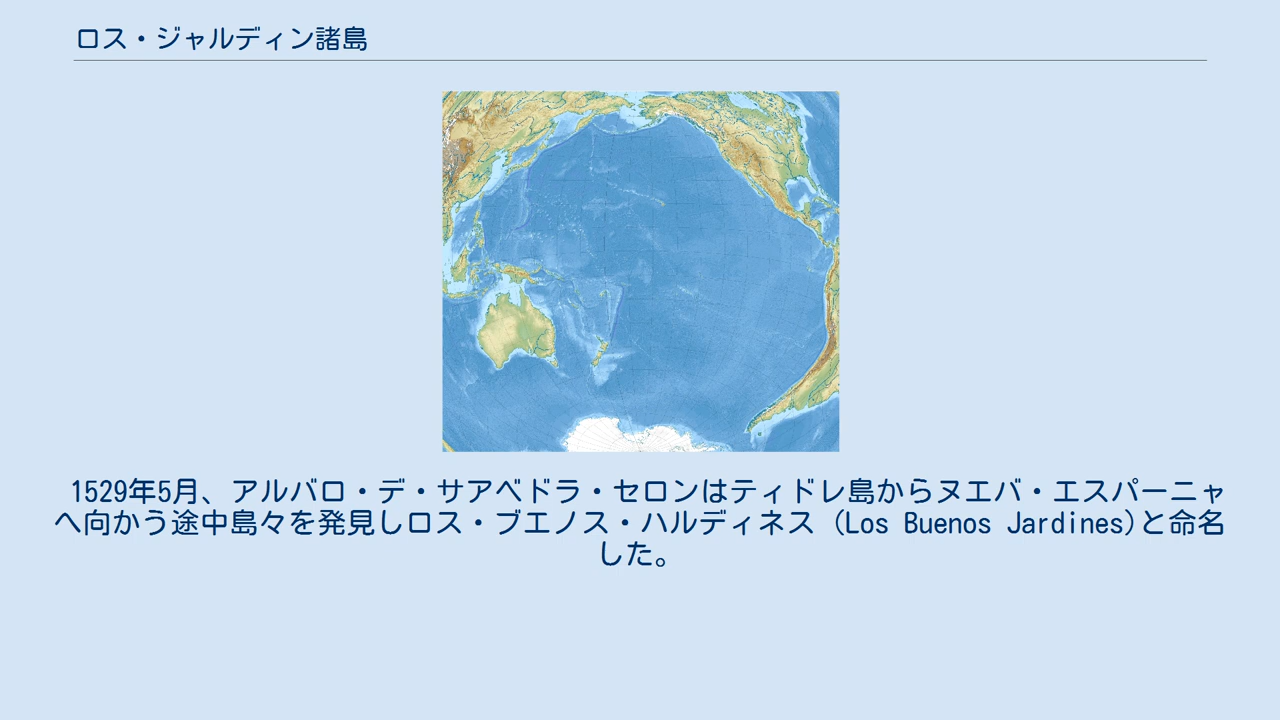 ロス・ジャルディン諸島
1529年5月、アルバロ・デ・サアベドラ・セロンはティドレ島からヌエバ・エスパーニャ
へ向かう途中島々を発見しロス・ブエノス・ハルディネス (Los Buenos Jardines)と命名
した。